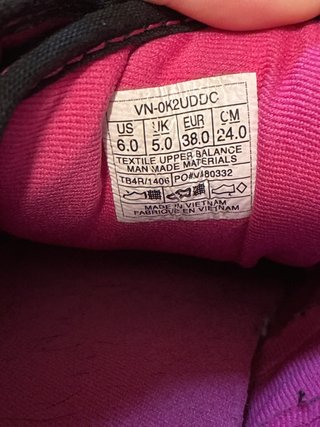 VN-0K2UDDC
US UK EUR CM
6.0 5.0 38.0 24.0
TEXTILE UPPER BALANCE
MAN MADE MATERIALS
TB4R/1406 PO#V480332
MADE IN VIETNAM
FABRIQUÉ EN VIETNAM